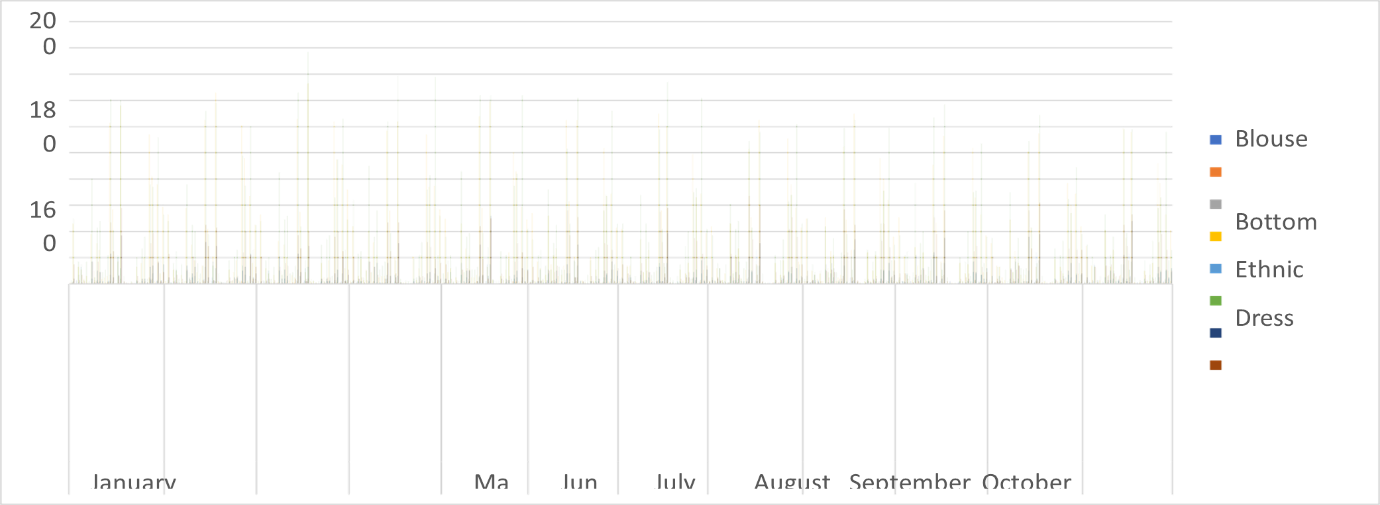 20
0
18
0
16
0
Blouse
Bottom
Ethnic
Dress
January Ma Jun July August September October